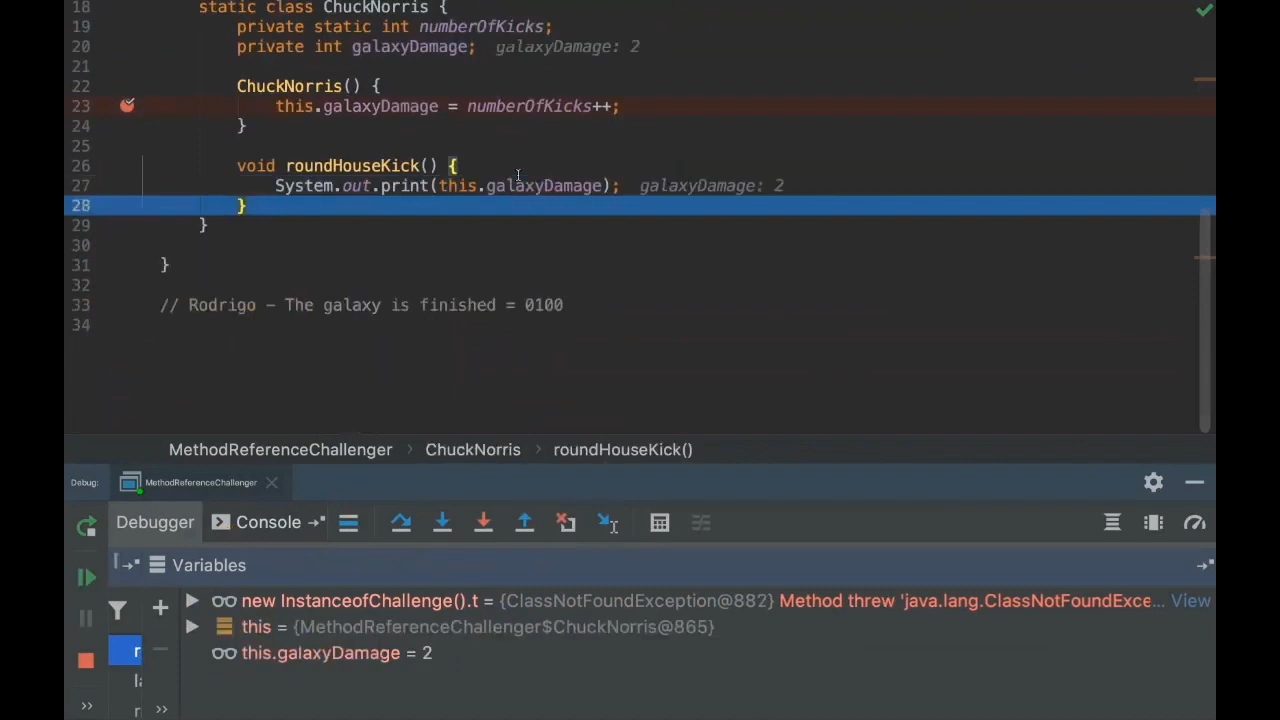 18 static class ChuckNorris {
19 private static int numberOfKicks;
20 private int galaxyDamage; galaxyDamage: 2
21
22 ChuckNorris() {
23 this.galaxyDamage = numberOfKicks++;
24 }
25
26 void roundHouseKick() {
27 System.out.print(this.galaxyDamage); galaxyDamage: 2
28 }
29 }
30
31 }
32
33 // Rodrigo - The galaxy is finished = 0100
34
MethodReferenceChallenger › ChuckNorris › roundHouseKick()
Debug: MethodReferenceChallenger
Debugger Console
Variables
new InstanceofChallenge().t = {ClassNotFoundException@882} Method threw 'java.lang.ClassNotFoundExce... View
this = {MethodReferenceChallenger$ChuckNorris@865}
this.galaxyDamage = 2